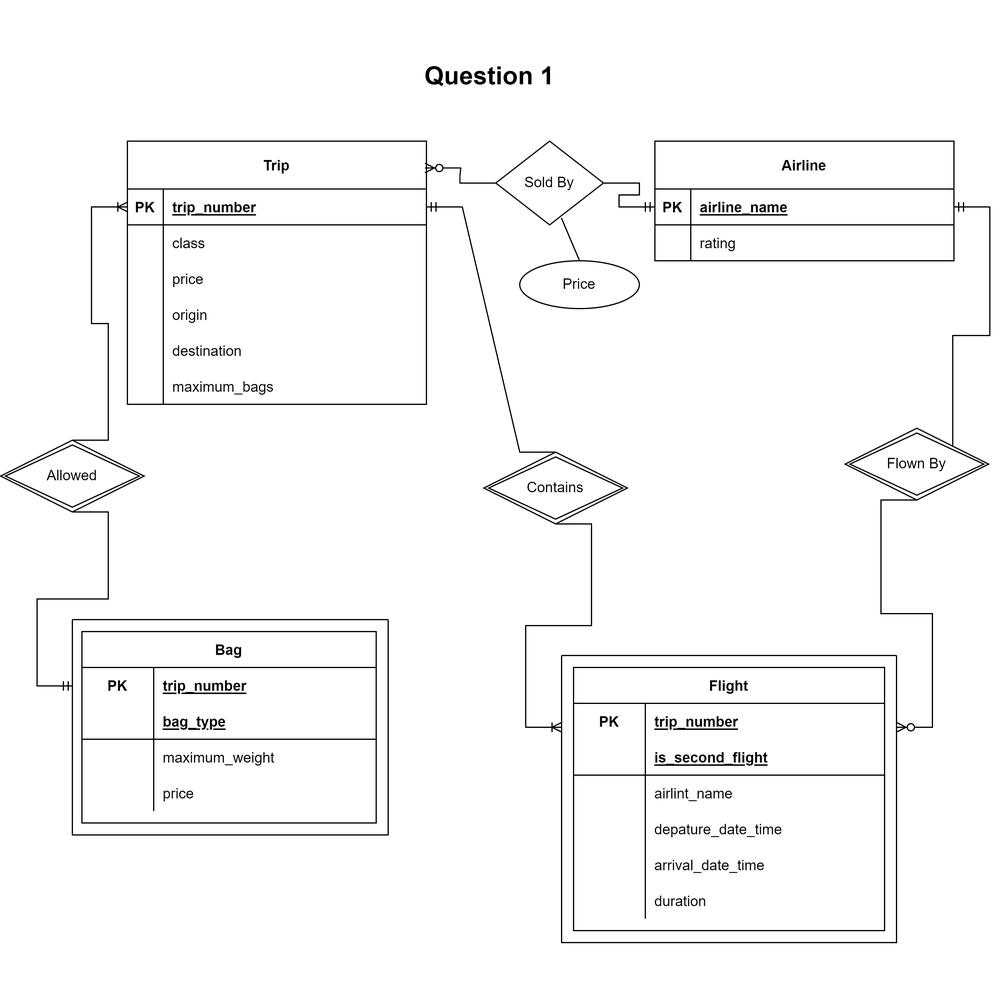 Question 1
Trip
PK trip_number
class
price
origin
destination
maximum_bags
Sold By
Price
Airline
PK airline_name
rating
Allowed
Contains
Flown By
Bag
PK trip_number
bag_type
maximum_weight
price
Flight
PK trip_number
is_second_flight
airlint_name
depature_date_time
arrival_date_time
duration